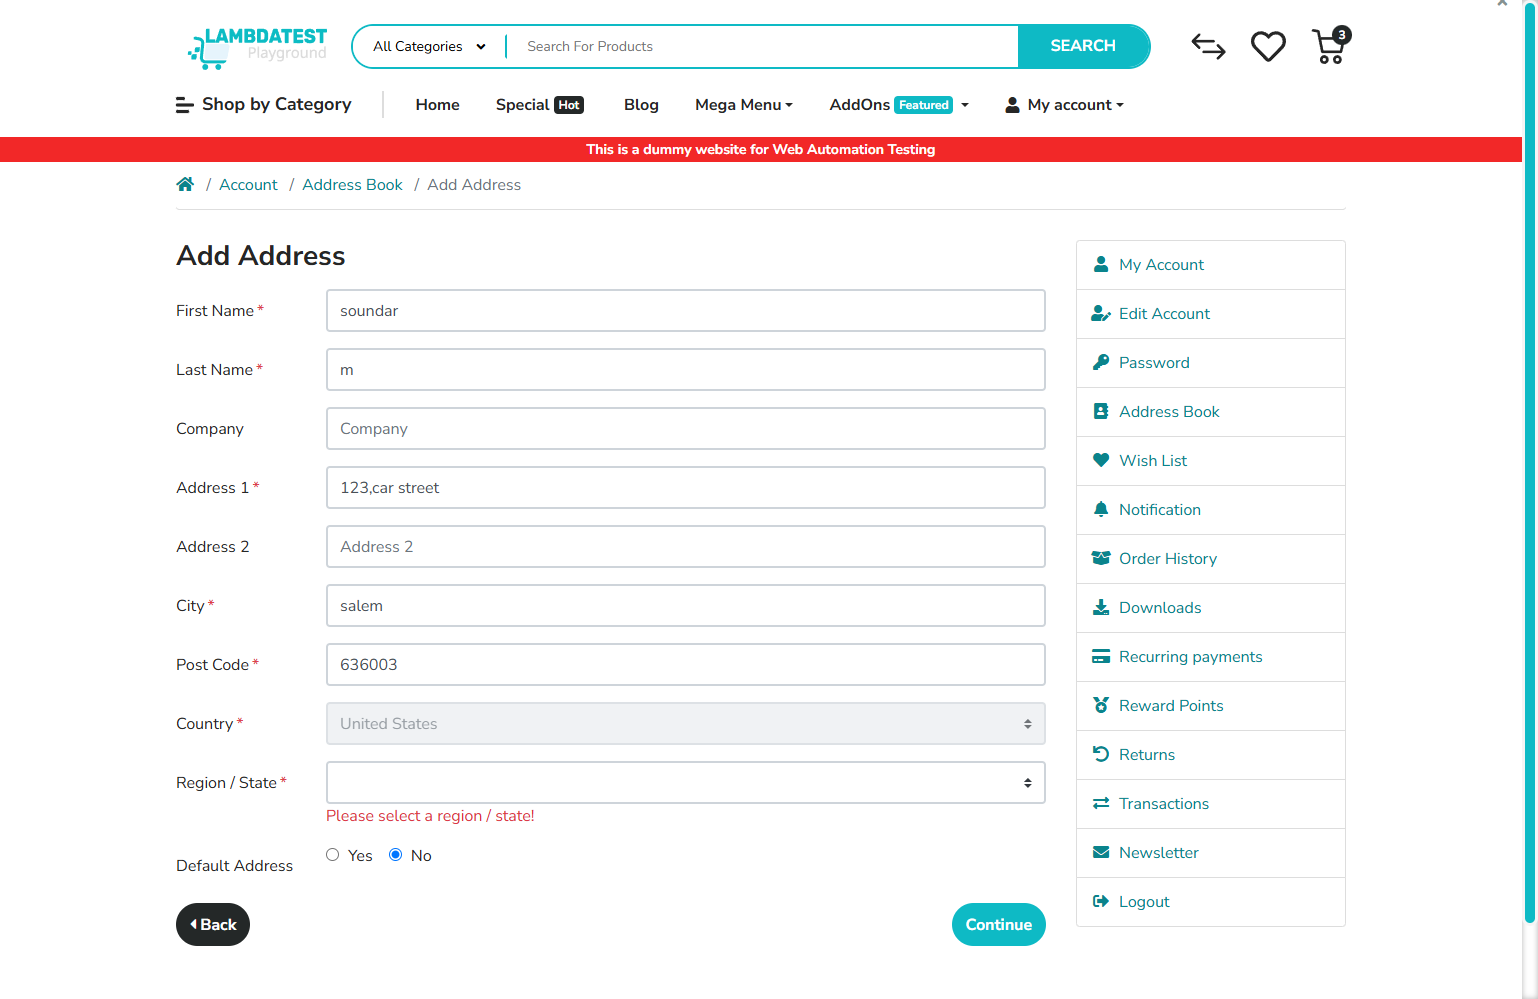 LAMBDATEST
Playground
All Categories
Search For Products
SEARCH
3
Shop by Category
Home
Special Hot
Blog
Mega Menu
AddOns Featured
My account
This is a dummy website for Web Automation Testing
/ Account / Address Book / Add Address
Add Address
First Name *
soundar
Last Name *
m
Company
Company
Address 1 *
123,car street
Address 2
Address 2
City *
salem
Post Code *
636003
Country *
United States
Region / State *
Please select a region / state!
Default Address
Yes
No
Back
Continue
My Account
Edit Account
Password
Address Book
Wish List
Notification
Order History
Downloads
Recurring payments
Reward Points
Returns
Transactions
Newsletter
Logout